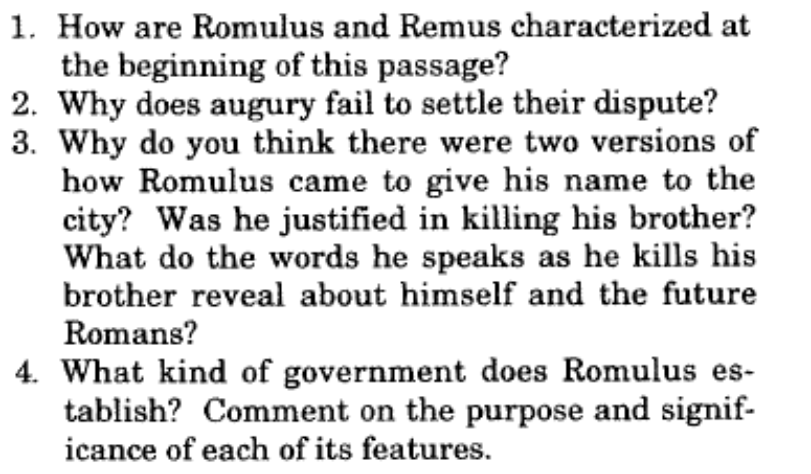 1. How are Romulus and Remus characterized at
the beginning of this passage?
2. Why does augury fail to settle their dispute?
3. Why do you think there were two versions of
how Romulus came to give his name to the
city? Was he justified in killing his brother?
What do the words he speaks as he kills his
brother reveal about himself and the future
Romans?
4. What kind of government does Romulus es-
tablish? Comment on the purpose and signif-
icance of each of its features.